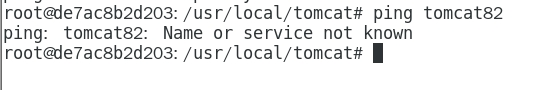 root@de7ac8b2d203:/usr/local/tomcat# ping tomcat82
ping: tomcat82: Name or service not known
root@de7ac8b2d203:/usr/local/tomcat#